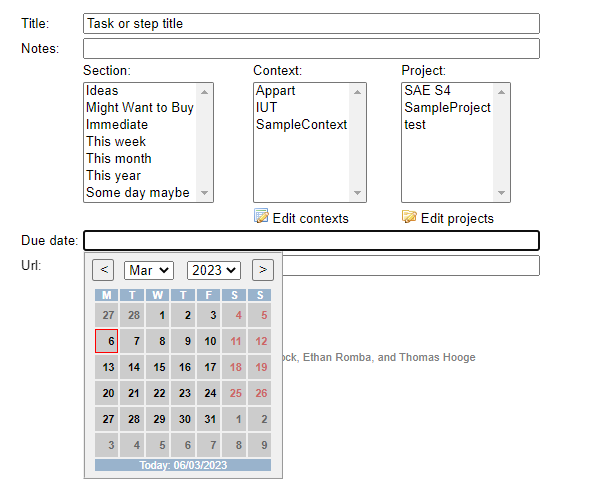 Title: Task or step title
Notes:
Section: Context: Project:
Ideas Appart SAE S4
Might Want to Buy IUT SampleProject
Immediate SampleContext test
This week
This month
This year
Some day maybe
Edit contexts Edit projects
Due date:
Url:
< Mar 2023 >
M T W T F S S
27 28 1 2 3 4 5
6 7 8 9 10 11 12
13 14 15 16 17 18 19
20 21 22 23 24 25 26
27 28 29 30 31 1 2
3 4 5 6 7 8 9
Today: 06/03/2023
ock, Ethan Romba, and Thomas Hooge